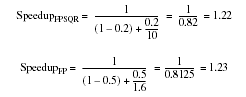 Speedup_FPSQR = 1 / ((1 – 0.2) + 0.2/10) = 1/0.82 = 1.22
Speedup_FP = 1 / ((1 – 0.5) + 0.5/1.6) = 1/0.8125 = 1.23